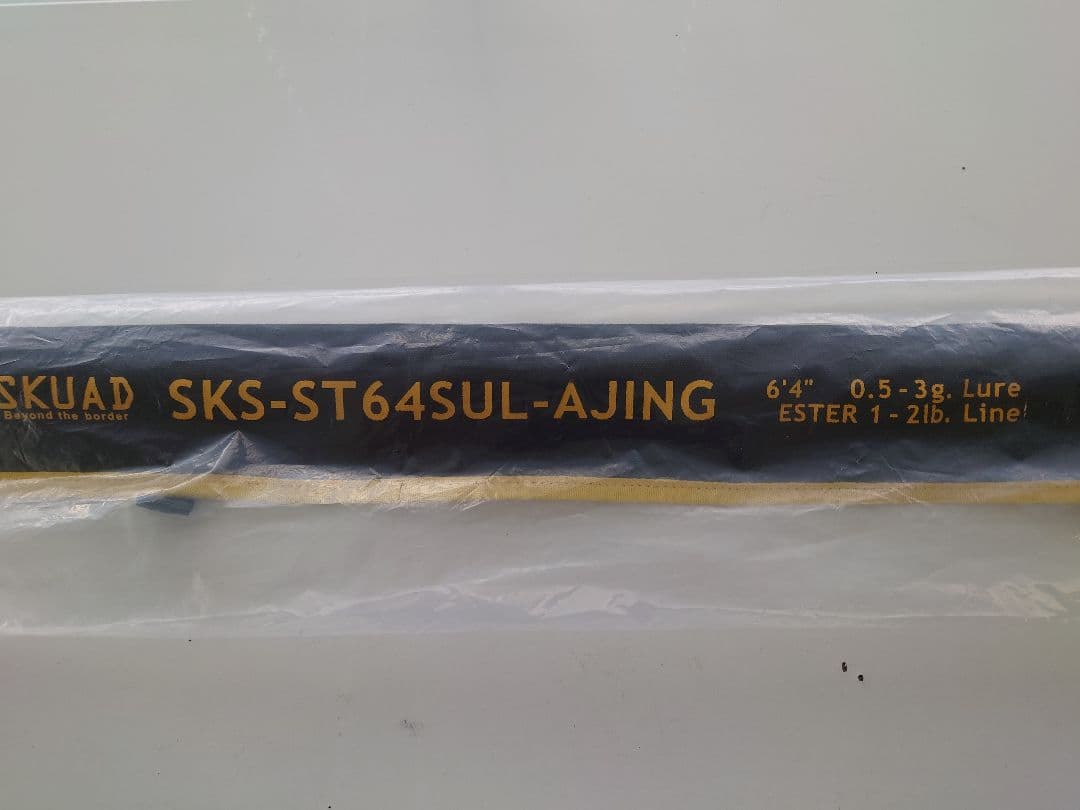 SKUAD
Beyond the border
SKS-ST64SUL-AJING
6'4" 0.5-3g. Lure
ESTER 1-2lb. Line